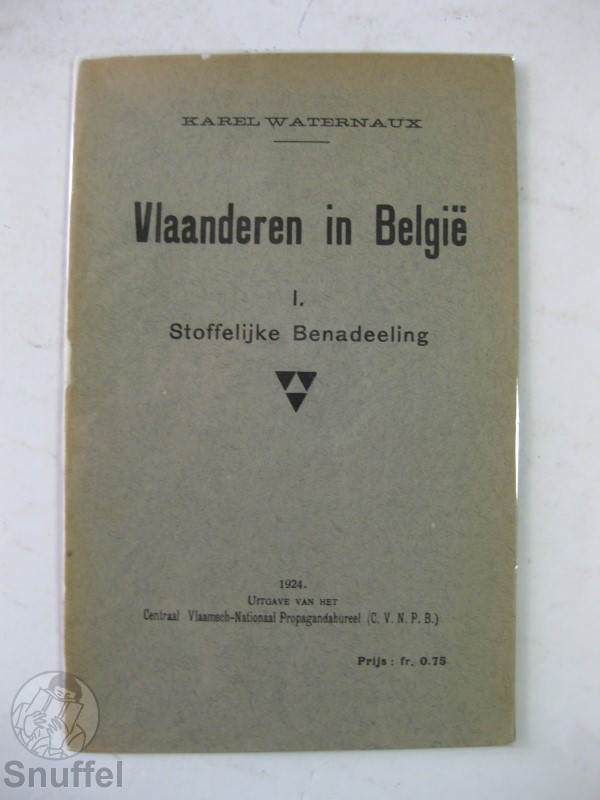 KAREL WATERNAUX
Vlaanderen in België
I.
Stoffelijke Benadeeling
1924.
UITGAVE VAN HET
Centraal Vlaamsch-Nationaal Propagandabureel (C. V. N. P. B.)
Prijs : fr. 0.75
Snuffel